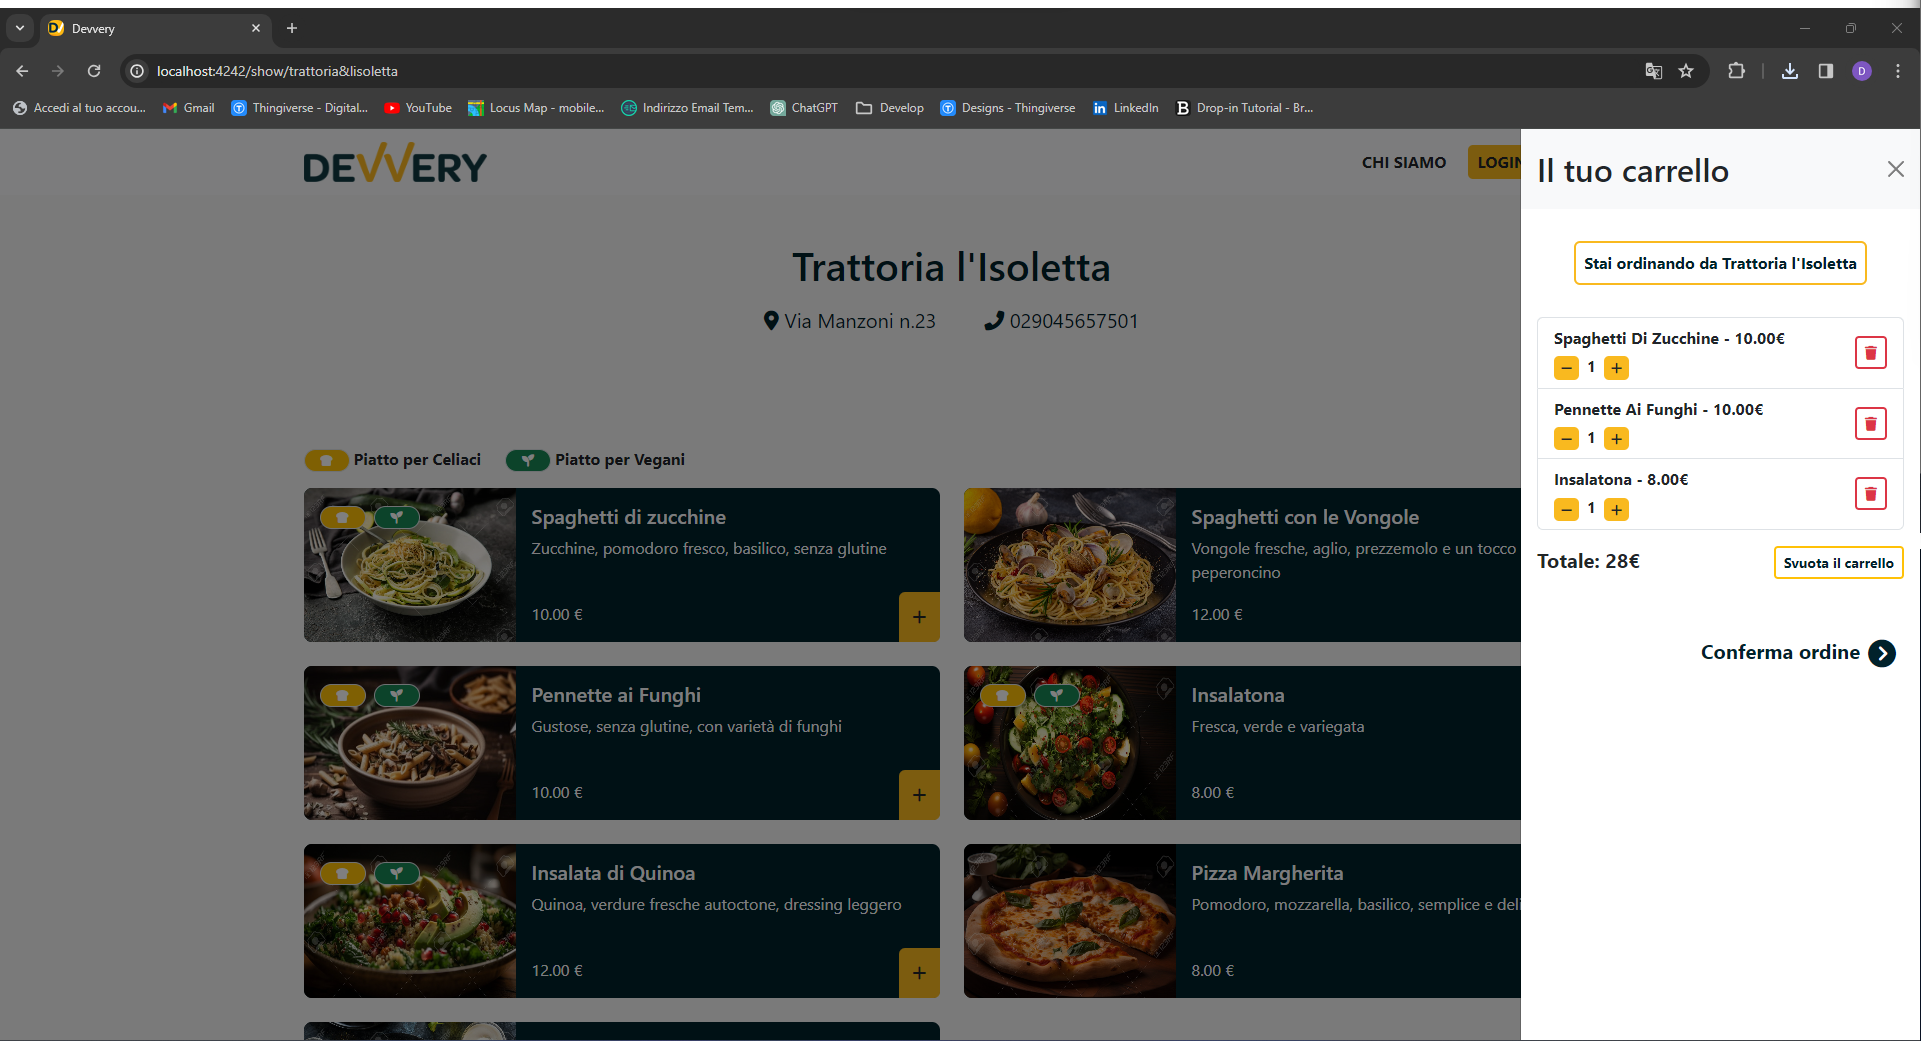 Devvery
localhost:4242/show/trattoria&lisoletta
Accedi al tuo accou...
Gmail
Thingiverse - Digital...
YouTube
Locus Map - mobile...
Indirizzo Email Tem...
ChatGPT
Develop
Designs - Thingiverse
LinkedIn
Drop-in Tutorial - Br...
D
DEVVERY
CHI SIAMO
LOGIN
Trattoria l'Isoletta
Via Manzoni n.23
029045657501
Piatto per Celiaci
Piatto per Vegani
Spaghetti di zucchine
Zucchine, pomodoro fresco, basilico, senza glutine
10.00 €
+
Spaghetti con le Vongole
Vongole fresche, aglio, prezzemolo e un tocco
peperoncino
12.00 €
Pennette ai Funghi
Gustose, senza glutine, con varietà di funghi
10.00 €
+
Insalatona
Fresca, verde e variegata
8.00 €
Insalata di Quinoa
Quinoa, verdure fresche autoctone, dressing leggero
12.00 €
+
Pizza Margherita
Pomodoro, mozzarella, basilico, semplice e deli
8.00 €
Il tuo carrello
Stai ordinando da Trattoria l'Isoletta
Spaghetti Di Zucchine - 10.00€
− 1 +
Pennette Ai Funghi - 10.00€
− 1 +
Insalatona - 8.00€
− 1 +
Totale: 28€
Svuota il carrello
Conferma ordine